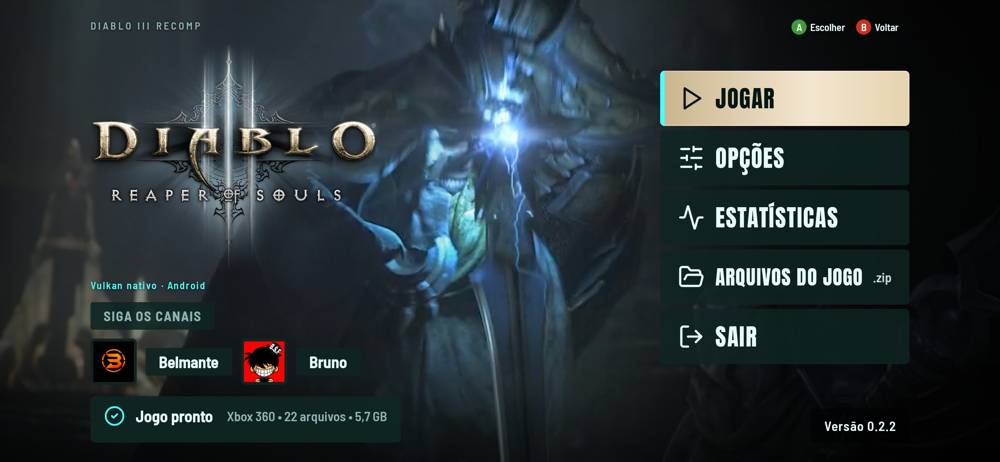 DIABLO III RECOMP
A Escolher B Voltar
DIABLO
REAPER OF SOULS
JOGAR
OPÇÕES
ESTATÍSTICAS
ARQUIVOS DO JOGO .zip
SAIR
Vulkan nativo · Android
SIGA OS CANAIS
Belmante
Bruno
Jogo pronto Xbox 360 • 22 arquivos • 5,7 GB
Versão 0.2.2